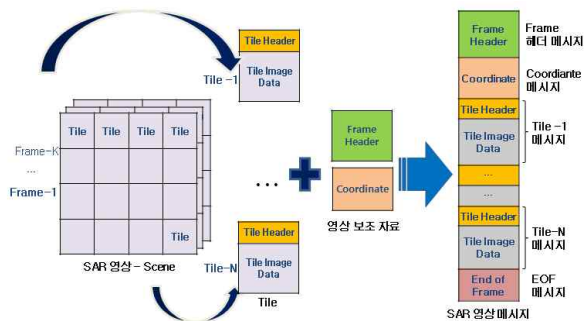 Tile Header
Tile Image
Data
Tile -1
Tile Tile Tile Tile
Frame-K
...
Frame-1
Tile
SAR 영상 – Scene
...
Tile Header
Tile Image
Data
Tile-N
Tile
Frame
Header
Coordinate
영상 보조 자료
Frame
Header
Frame
헤더 메시지
Coordinate
Coordiante
메시지
Tile Header
Tile Image
Data
Tile -1
메시지
...
...
Tile Header
Tile Image
Data
Tile-N
메시지
End of
Frame
EOF
메시지
SAR 영상 메시지